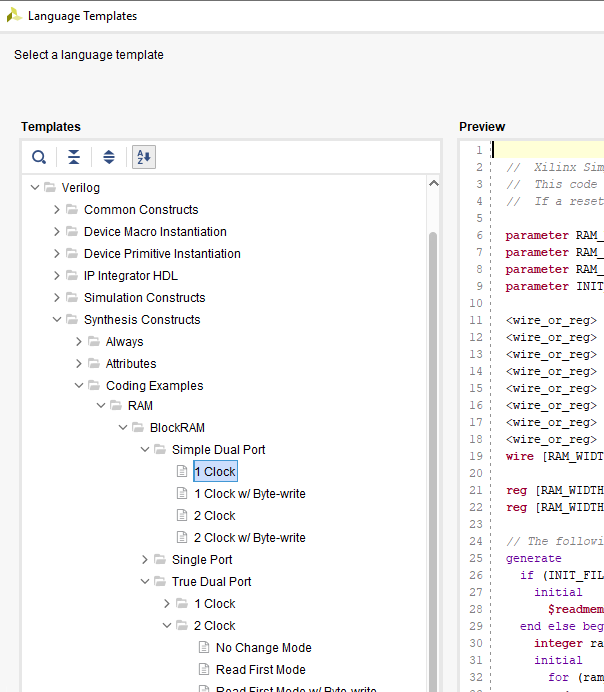 Language Templates
Select a language template
Templates
Verilog
Common Constructs
Device Macro Instantiation
Device Primitive Instantiation
IP Integrator HDL
Simulation Constructs
Synthesis Constructs
Always
Attributes
Coding Examples
RAM
BlockRAM
Simple Dual Port
1 Clock
1 Clock w/ Byte-write
2 Clock
2 Clock w/ Byte-write
Single Port
True Dual Port
1 Clock
2 Clock
No Change Mode
Read First Mode
Read First Mode w/ Byte-write
Preview
1
2 //  Xilinx Sim
3 //  This code
4 //  If a reset
5
6 parameter RAM_
7 parameter RAM_
8 parameter RAM_
9 parameter INIT
10
11 <wire_or_reg>
12 <wire_or_reg>
13 <wire_or_reg>
14 <wire_or_reg>
15 <wire_or_reg>
16 <wire_or_reg>
17 <wire_or_reg>
18 <wire_or_reg>
19 wire [RAM_WIDT
20
21 reg [RAM_WIDTH
22 reg [RAM_WIDTH
23
24 // The followi
25 generate
26 if (INIT_FIL
27 initial
28 $readmem
29 end else beg
30 integer ra
31 initial
32 for (ram